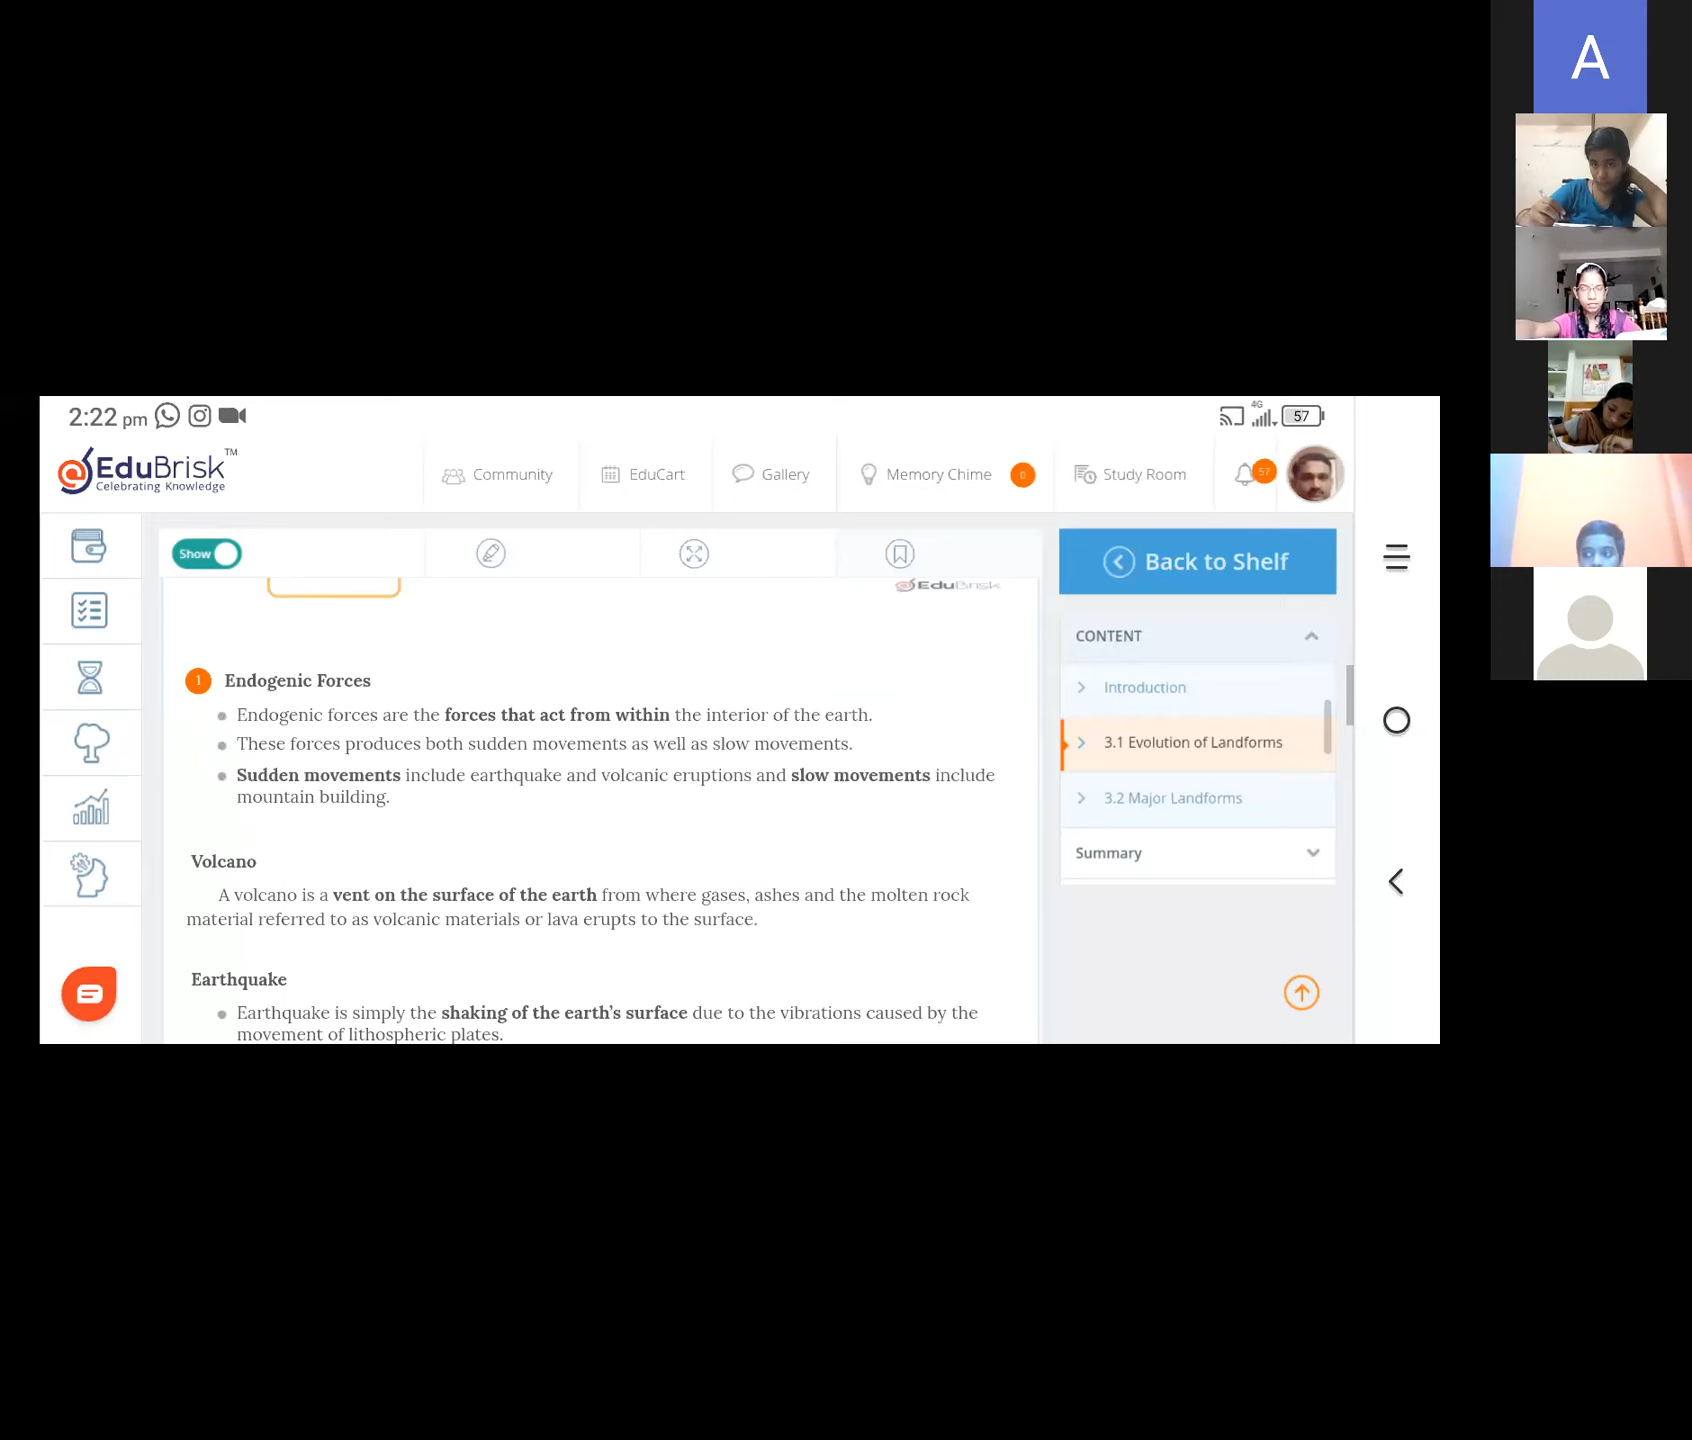 A
2:22 pm
4G
57
EduBrisk TM
Celebrating Knowledge
Community
EduCart
Gallery
Memory Chime
0
Study Room
57
Show
Back to Shelf
EduBrisk
CONTENT
Introduction
3.1 Evolution of Landforms
3.2 Major Landforms
Summary
1 Endogenic Forces
Endogenic forces are the forces that act from within the interior of the earth.
These forces produces both sudden movements as well as slow movements.
Sudden movements include earthquake and volcanic eruptions and slow movements include
mountain building.
Volcano
A volcano is a vent on the surface of the earth from where gases, ashes and the molten rock
material referred to as volcanic materials or lava erupts to the surface.
Earthquake
Earthquake is simply the shaking of the earth's surface due to the vibrations caused by the
movement of lithospheric plates.